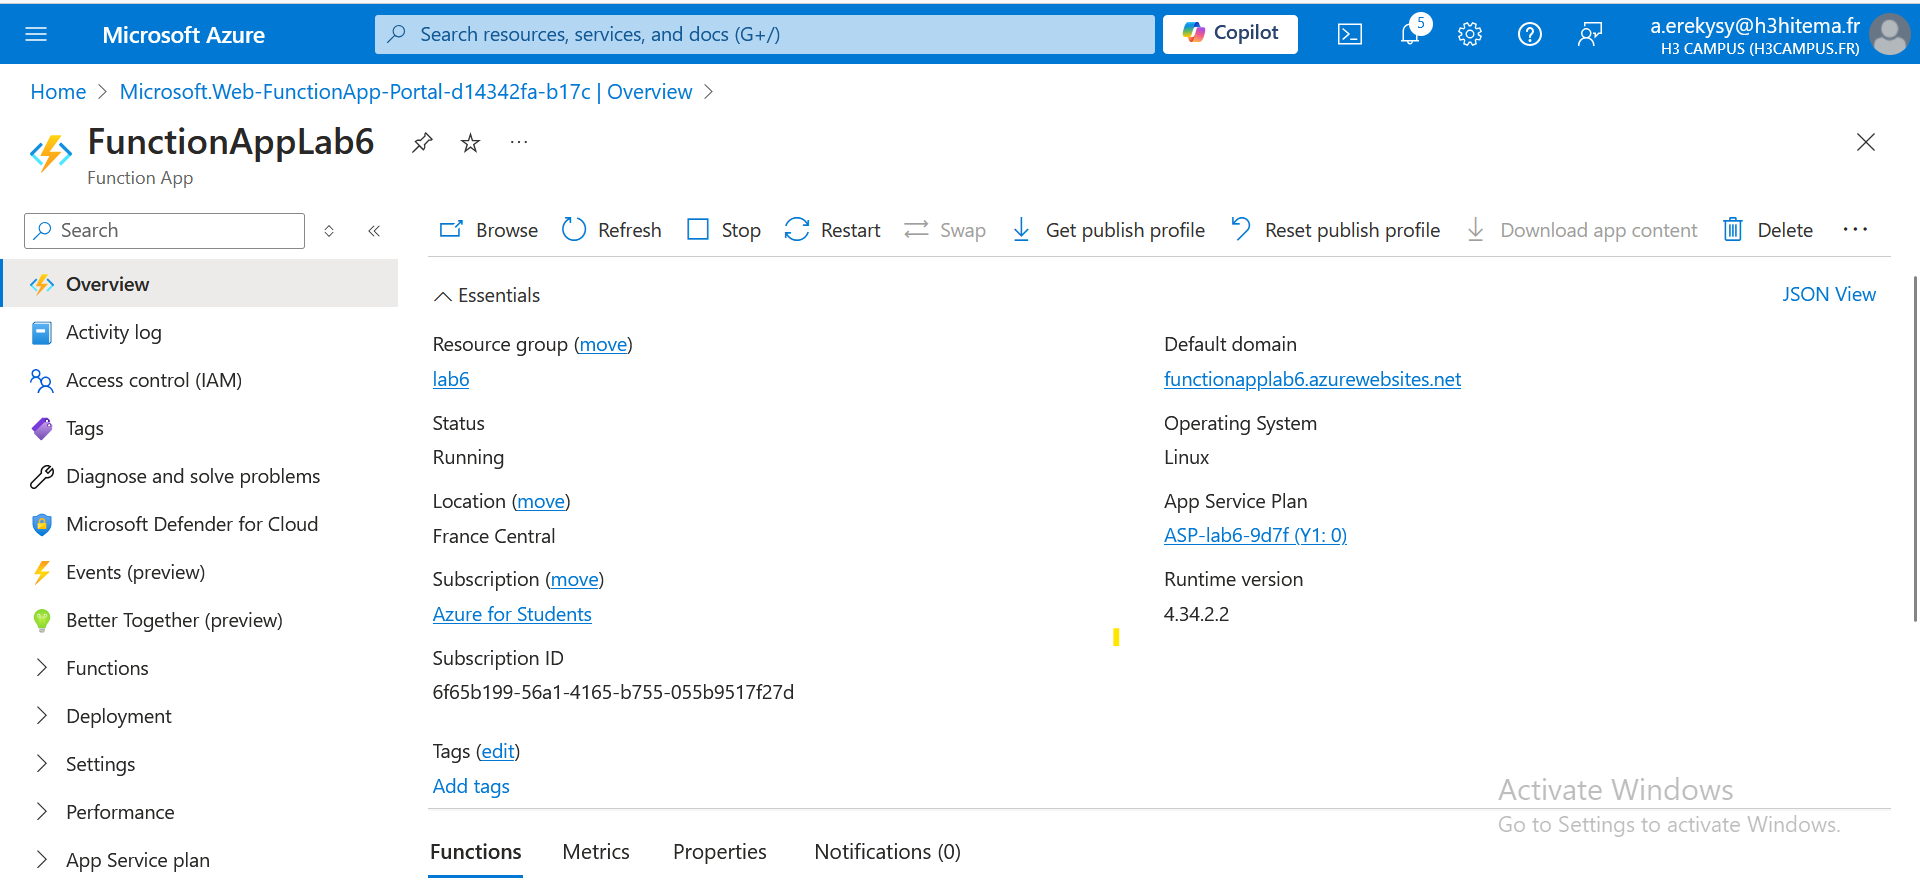 Microsoft Azure
Search resources, services, and docs (G+/)
Copilot
5
a.erekysy@h3hitema.fr
H3 CAMPUS (H3CAMPUS.FR)
Home > Microsoft.Web-FunctionApp-Portal-d14342fa-b17c | Overview >
FunctionAppLab6
Function App
Search
Browse
Refresh
Stop
Restart
Swap
Get publish profile
Reset publish profile
Download app content
Delete
Overview
Activity log
Access control (IAM)
Tags
Diagnose and solve problems
Microsoft Defender for Cloud
Events (preview)
Better Together (preview)
Functions
Deployment
Settings
Performance
App Service plan
Essentials
JSON View
Resource group (move)
lab6
Status
Running
Location (move)
France Central
Subscription (move)
Azure for Students
Subscription ID
6f65b199-56a1-4165-b755-055b9517f27d
Default domain
functionapplab6.azurewebsites.net
Operating System
Linux
App Service Plan
ASP-lab6-9d7f (Y1: 0)
Runtime version
4.34.2.2
Tags (edit)
Add tags
Functions
Metrics
Properties
Notifications (0)
Activate Windows
Go to Settings to activate Windows.